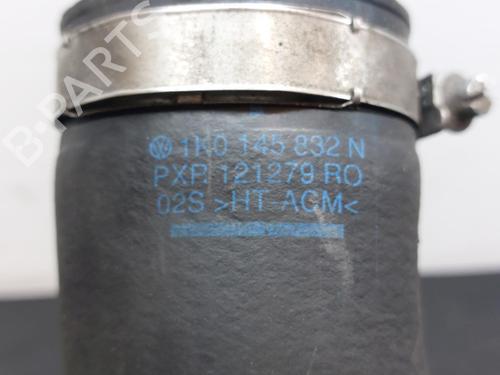 1K0 145 832 N
PXP. 121279 RO
02S >HT-ACM<
B-PARTS